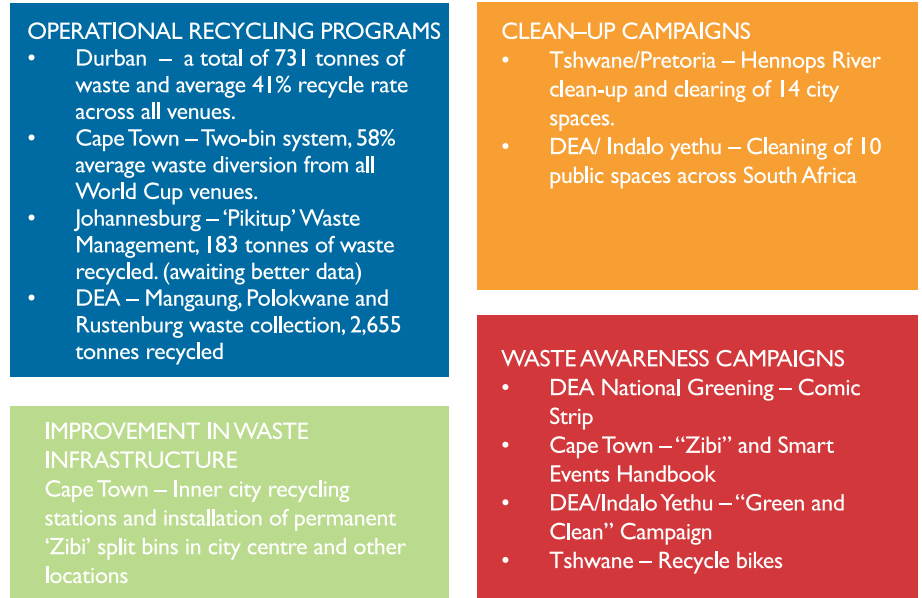 OPERATIONAL RECYCLING PROGRAMS
• Durban – a total of 731 tonnes of
waste and average 41% recycle rate
across all venues.
• Cape Town – Two-bin system, 58%
average waste diversion from all
World Cup venues.
• Johannesburg – ‘Pikitup’ Waste
Management, 183 tonnes of waste
recycled. (awaiting better data)
• DEA – Mangaung, Polokwane and
Rustenburg waste collection, 2,655
tonnes recycled
CLEAN–UP CAMPAIGNS
• Tshwane/Pretoria – Hennops River
clean-up and clearing of 14 city
spaces.
• DEA/ Indalo yethu – Cleaning of 10
public spaces across South Africa
IMPROVEMENT IN WASTE
INFRASTRUCTURE
Cape Town – Inner city recycling
stations and installation of permanent
‘Zibi’ split bins in city centre and other
locations
WASTE AWARENESS CAMPAIGNS
• DEA National Greening – Comic
Strip
• Cape Town – “Zibi” and Smart
Events Handbook
• DEA/Indalo Yethu – “Green and
Clean” Campaign
• Tshwane – Recycle bikes